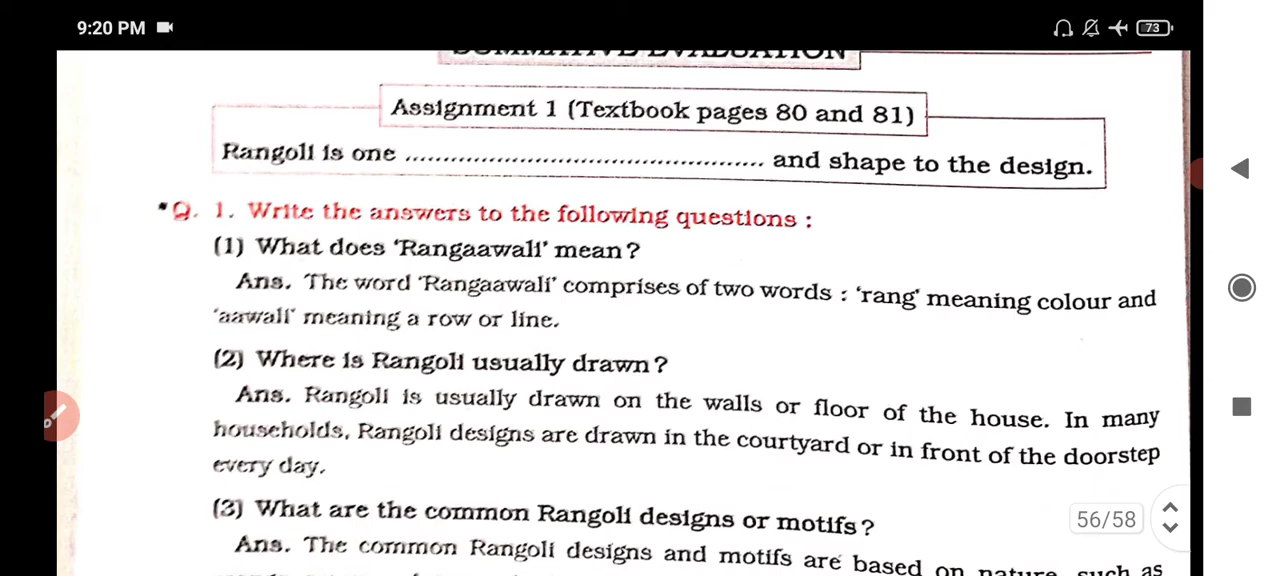 9:20 PM
73
SUMMATIVE EVALUATION
Assignment 1 (Textbook pages 80 and 81)
Rangoli is one ................................................ and shape to the design.
*Q. 1. Write the answers to the following questions :
(1) What does ‘Rangaawali’ mean?
Ans. The word ‘Rangaawali’ comprises of two words : ‘rang’ meaning colour and
‘aawali’ meaning a row or line.
(2) Where is Rangoli usually drawn?
Ans. Rangoli is usually drawn on the walls or floor of the house. In many
households, Rangoli designs are drawn in the courtyard or in front of the doorstep
every day.
(3) What are the common Rangoli designs or motifs?
56/58
Ans. The common Rangoli designs and motifs are based on nature, such as